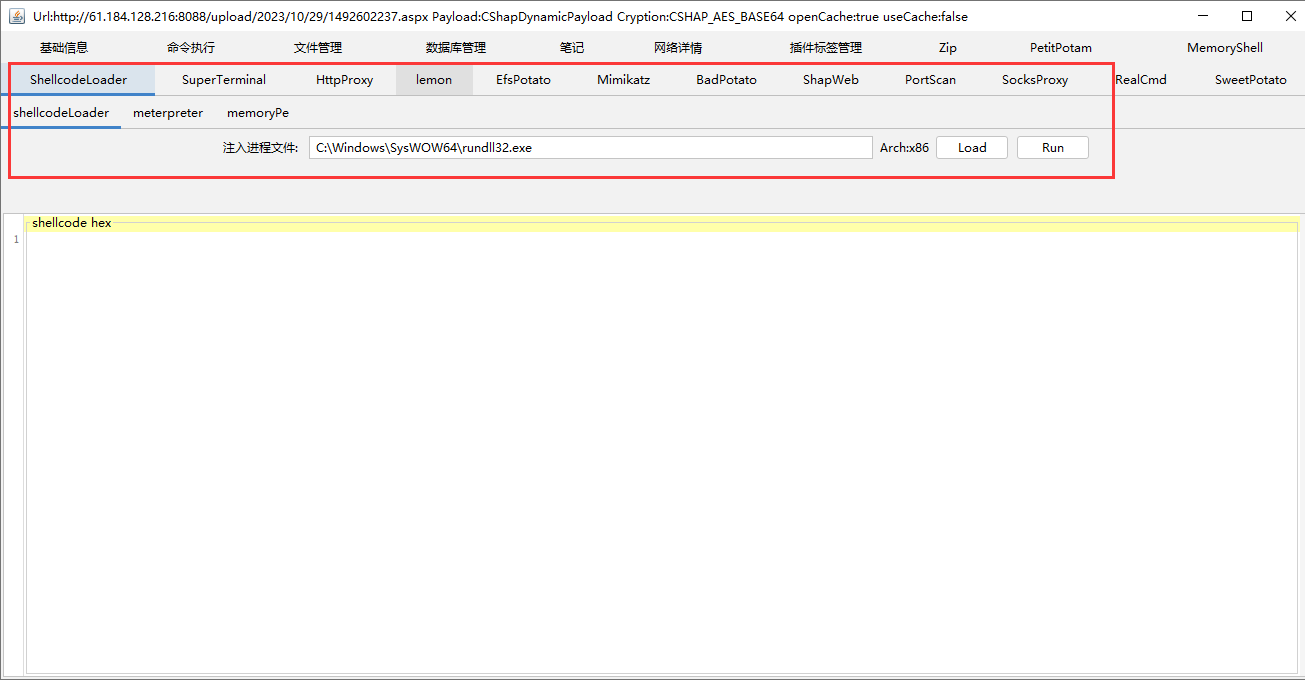 Url:http://61.184.128.216:8088/upload/2023/10/29/1492602237.aspx Payload:CShapDynamicPayload Cryption:CSHAP_AES_BASE64 openCache:true useCache:false
基础信息 命令执行 文件管理 数据库管理 笔记 网络详情 插件标签管理 Zip PetitPotam MemoryShell
ShellcodeLoader SuperTerminal HttpProxy lemon EfsPotato Mimikatz BadPotato ShapWeb PortScan SocksProxy RealCmd SweetPotato
shellcodeLoader meterpreter memoryPe
注入进程文件: C:\Windows\SysWOW64\rundll32.exe Arch:x86 Load Run
shellcode hex
1